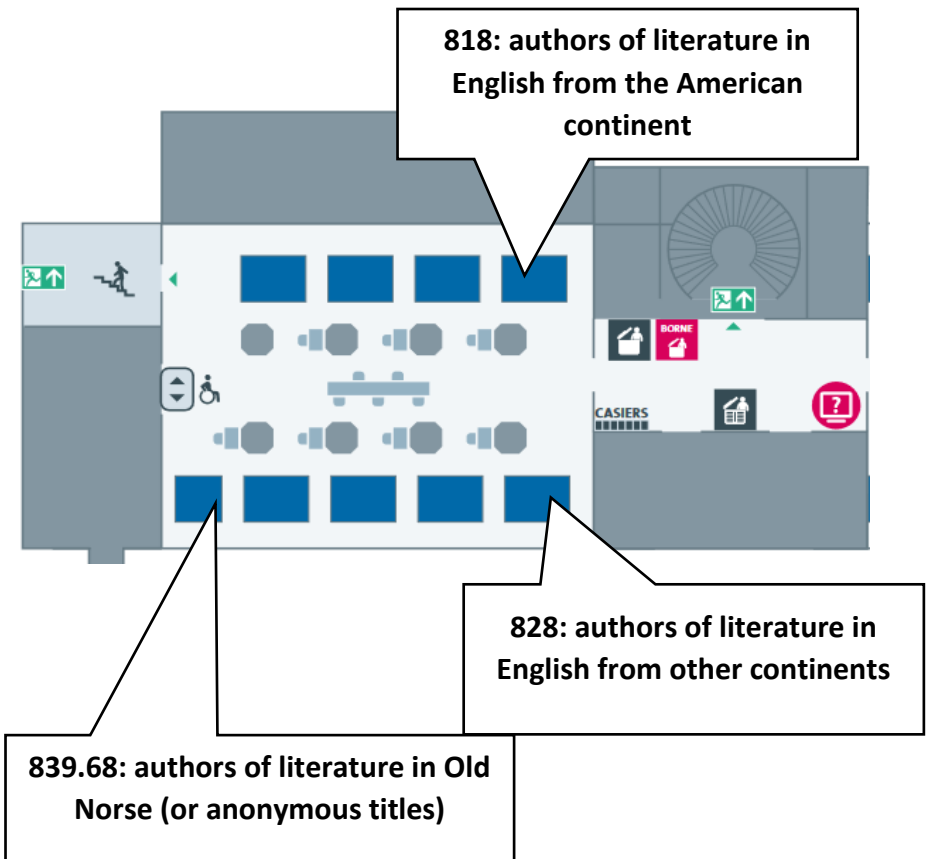 818: authors of literature in
English from the American
continent
BORNE
CASIERS
?
828: authors of literature in
English from other continents
839.68: authors of literature in Old
Norse (or anonymous titles)